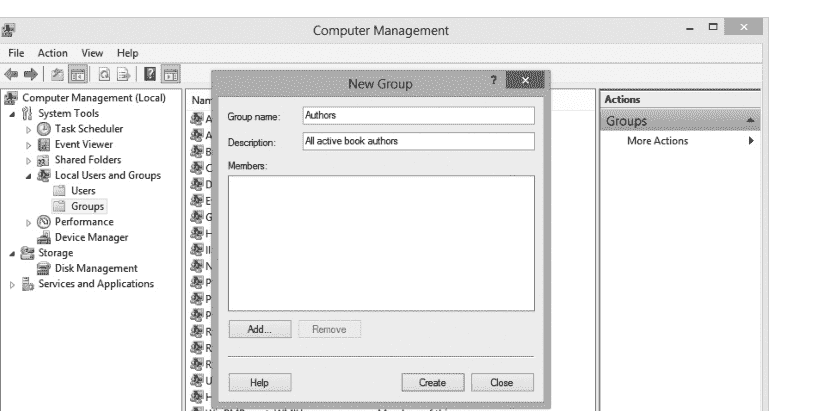 Computer Management
File Action View Help
Computer Management (Local)
System Tools
Task Scheduler
Event Viewer
Shared Folders
Local Users and Groups
Users
Groups
Performance
Device Manager
Storage
Disk Management
Services and Applications
New Group
?
Group name:
Authors
Description:
All active book authors
Members:
Add...
Remove
Help
Create
Close
Actions
Groups
More Actions